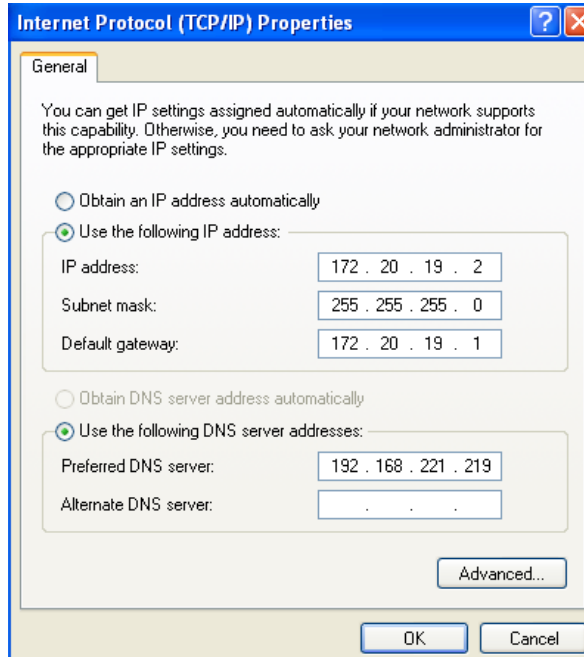 Internet Protocol (TCP/IP) Properties
General
You can get IP settings assigned automatically if your network supports
this capability. Otherwise, you need to ask your network administrator for
the appropriate IP settings.
Obtain an IP address automatically
Use the following IP address:
IP address: 172 . 20 . 19 . 2
Subnet mask: 255 . 255 . 255 . 0
Default gateway: 172 . 20 . 19 . 1
Obtain DNS server address automatically
Use the following DNS server addresses:
Preferred DNS server: 192 . 168 . 221 . 219
Alternate DNS server: . . .
Advanced...
OK Cancel